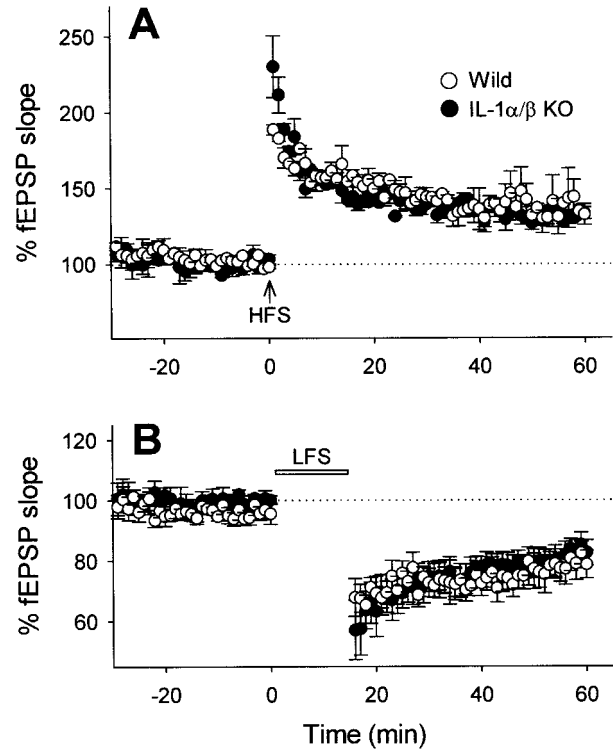 A
250
200
150
100
% fEPSP slope
Wild
IL-1α/β KO
HFS
-20
0
20
40
60
B
120
100
80
60
% fEPSP slope
LFS
-20
0
20
40
60
Time (min)